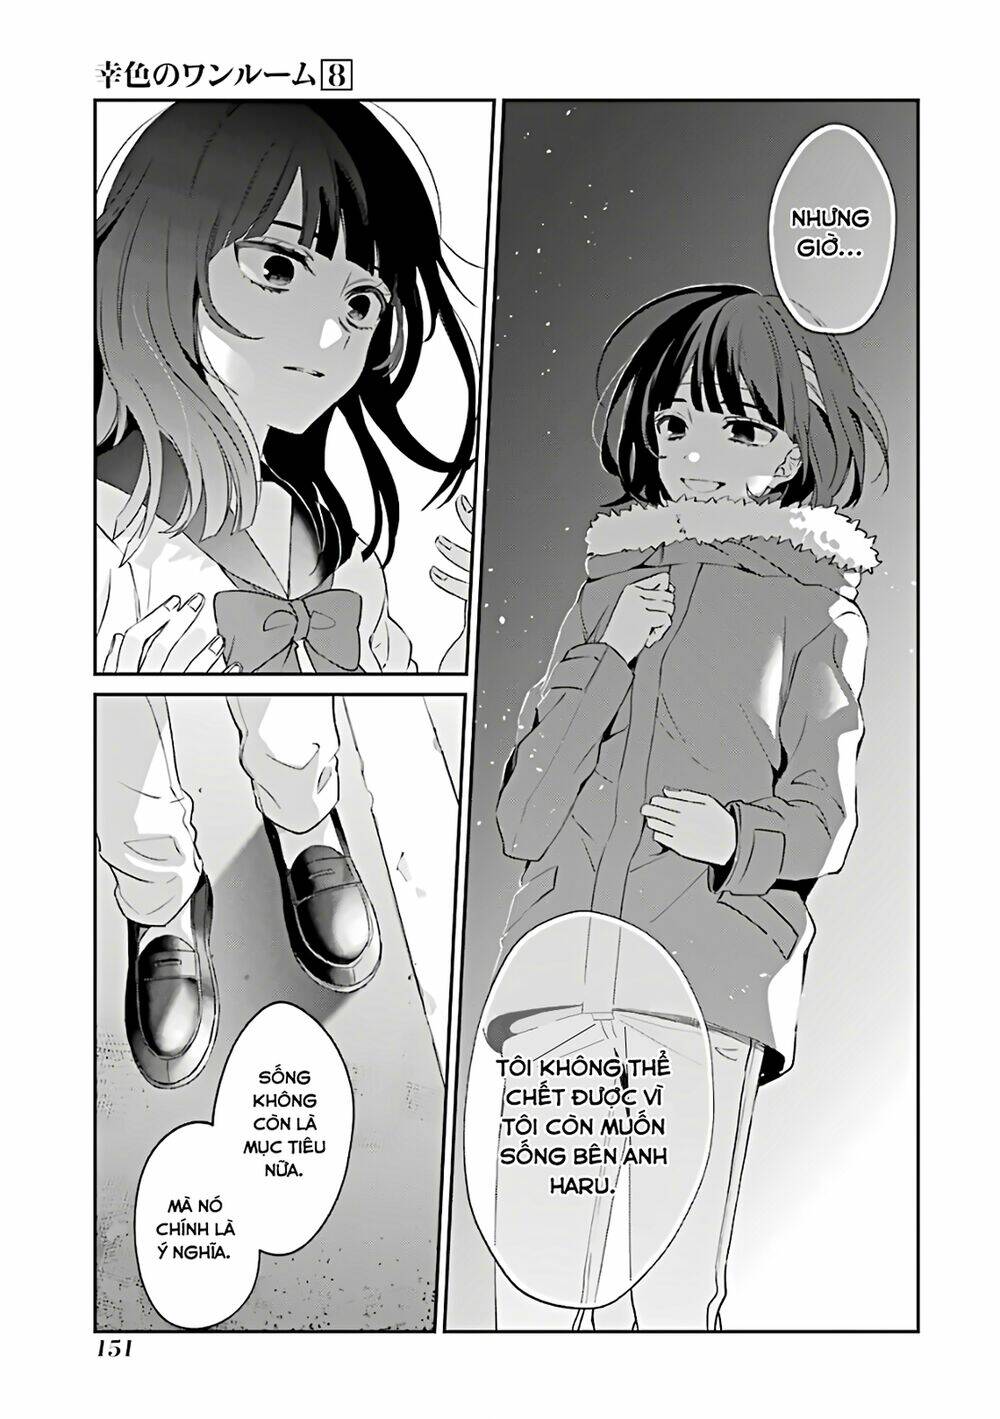 幸色のワンルーム 8
NHƯNG
GIỜ...
TÔI KHÔNG THỂ
CHẾT ĐƯỢC VÌ
TÔI CÒN MUỐN
SỐNG BÊN ANH
HARU.
SỐNG
KHÔNG
CÒN LÀ
MỤC TIÊU
NỮA.
MÀ NÓ
CHÍNH LÀ
Ý NGHĨA.
151